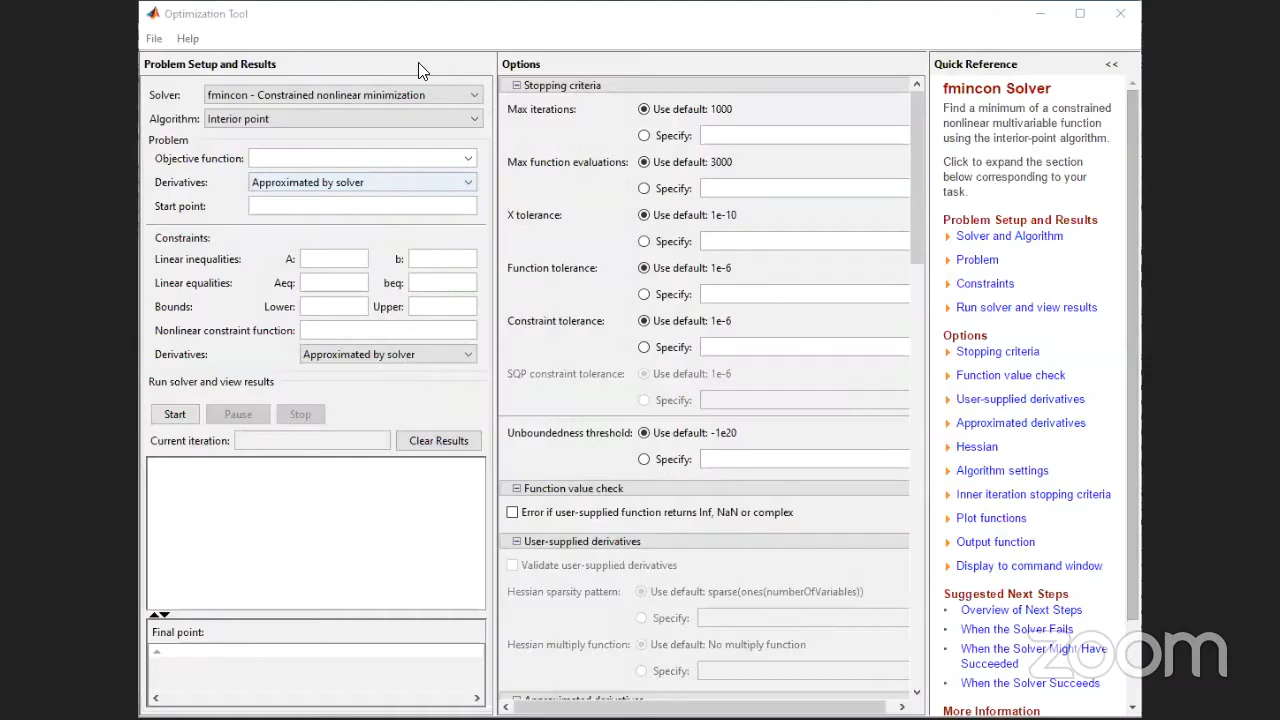 Optimization Tool
File Help
Problem Setup and Results
Solver: fmincon - Constrained nonlinear minimization
Algorithm: Interior point
Problem
Objective function:
Derivatives: Approximated by solver
Start point:
Constraints:
Linear inequalities: A: b:
Linear equalities: Aeq: beq:
Bounds: Lower: Upper:
Nonlinear constraint function:
Derivatives: Approximated by solver
Run solver and view results
Start Pause Stop
Current iteration: Clear Results
Final point:
Options
Stopping criteria
Max iterations: Use default: 1000
Specify:
Max function evaluations: Use default: 3000
Specify:
X tolerance: Use default: 1e-10
Specify:
Function tolerance: Use default: 1e-6
Specify:
Constraint tolerance: Use default: 1e-6
Specify:
SQP constraint tolerance: Use default: 1e-6
Specify:
Unboundedness threshold: Use default: -1e20
Specify:
Function value check
Error if user-supplied function returns Inf, NaN or complex
User-supplied derivatives
Validate user-supplied derivatives
Hessian sparsity pattern: Use default: sparse(ones(numberOfVariables))
Specify:
Hessian multiply function: Use default: No multiply function
Specify:
Approximated derivatives
Quick Reference <<
fmincon Solver
Find a minimum of a constrained
nonlinear multivariable function
using the interior-point algorithm.
Click to expand the section
below corresponding to your
task.
Problem Setup and Results
Solver and Algorithm
Problem
Constraints
Run solver and view results
Options
Stopping criteria
Function value check
User-supplied derivatives
Approximated derivatives
Hessian
Algorithm settings
Inner iteration stopping criteria
Plot functions
Output function
Display to command window
Suggested Next Steps
Overview of Next Steps
When the Solver Fails
When the Solver Might Have
Succeeded
When the Solver Succeeds
More Information
zoom